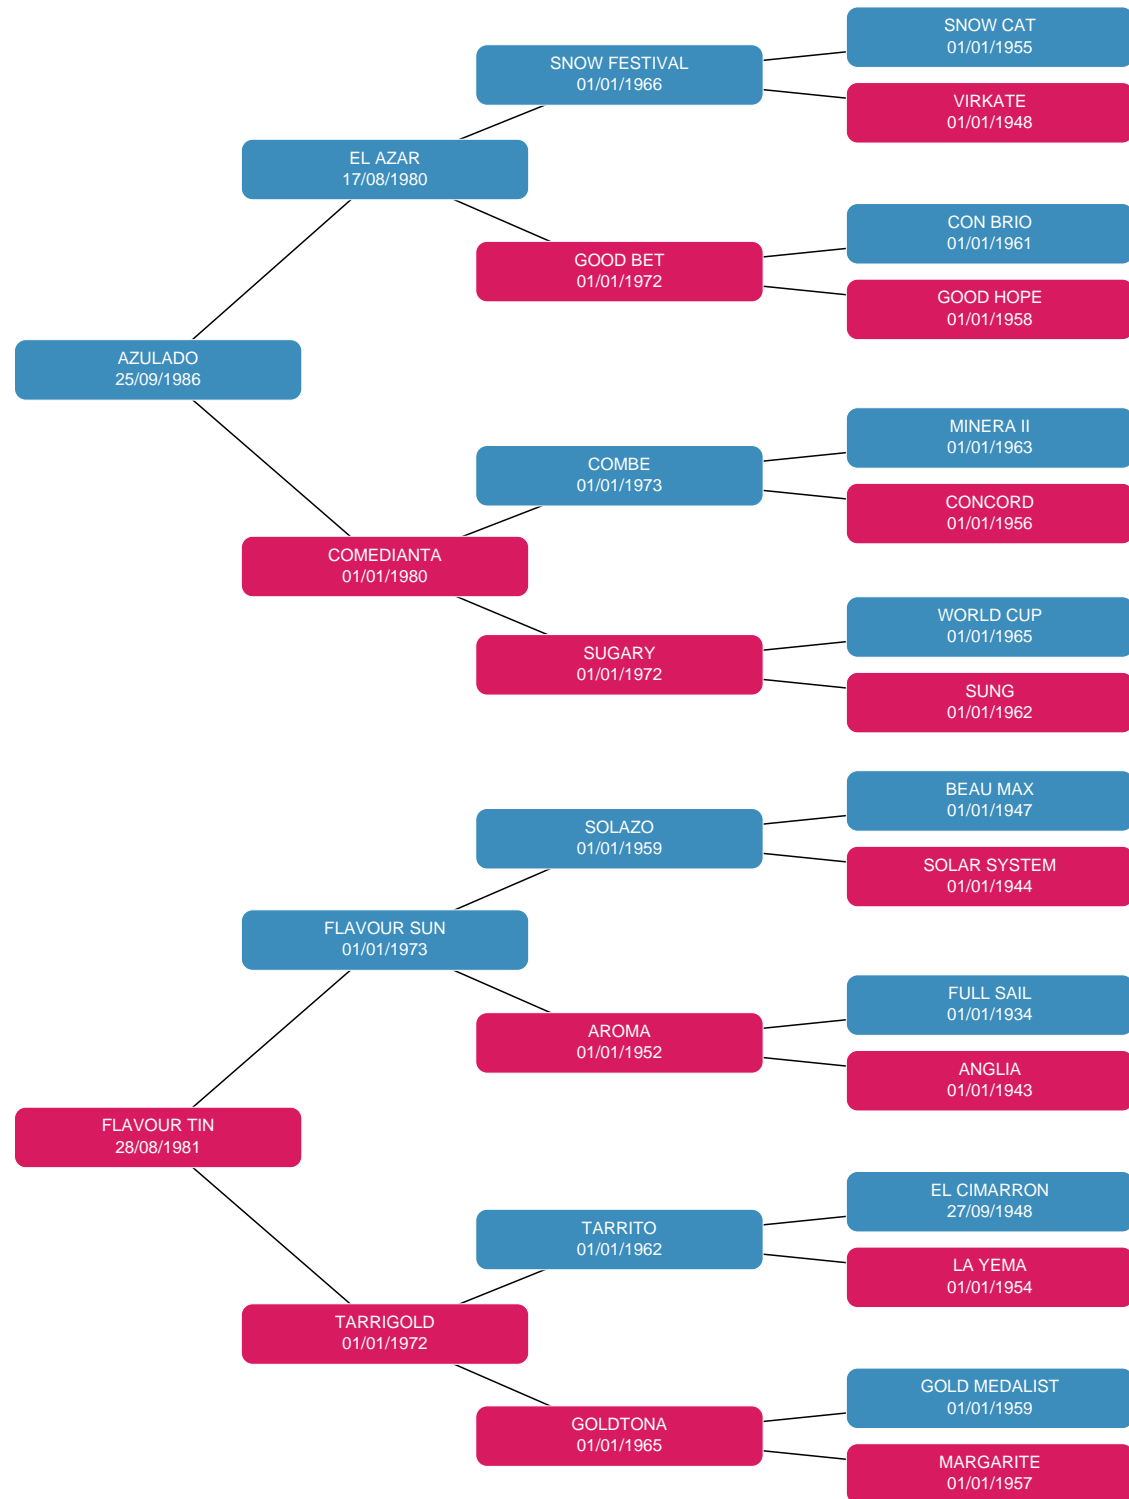 SNOW CAT
01/01/1955
SNOW FESTIVAL
01/01/1966
VIRKATE
01/01/1948
EL AZAR
17/08/1980
CON BRIO
01/01/1961
GOOD BET
01/01/1972
GOOD HOPE
01/01/1958
AZULADO
25/09/1986
MINERA II
01/01/1963
COMBE
01/01/1973
CONCORD
01/01/1956
COMEDIANTA
01/01/1980
WORLD CUP
01/01/1965
SUGARY
01/01/1972
SUNG
01/01/1962
BEAU MAX
01/01/1947
SOLAZO
01/01/1959
SOLAR SYSTEM
01/01/1944
FLAVOUR SUN
01/01/1973
FULL SAIL
01/01/1934
AROMA
01/01/1952
ANGLIA
01/01/1943
FLAVOUR TIN
28/08/1981
EL CIMARRON
27/09/1948
TARRITO
01/01/1962
LA YEMA
01/01/1954
TARRIGOLD
01/01/1972
GOLD MEDALIST
01/01/1959
GOLDTONA
01/01/1965
MARGARITE
01/01/1957